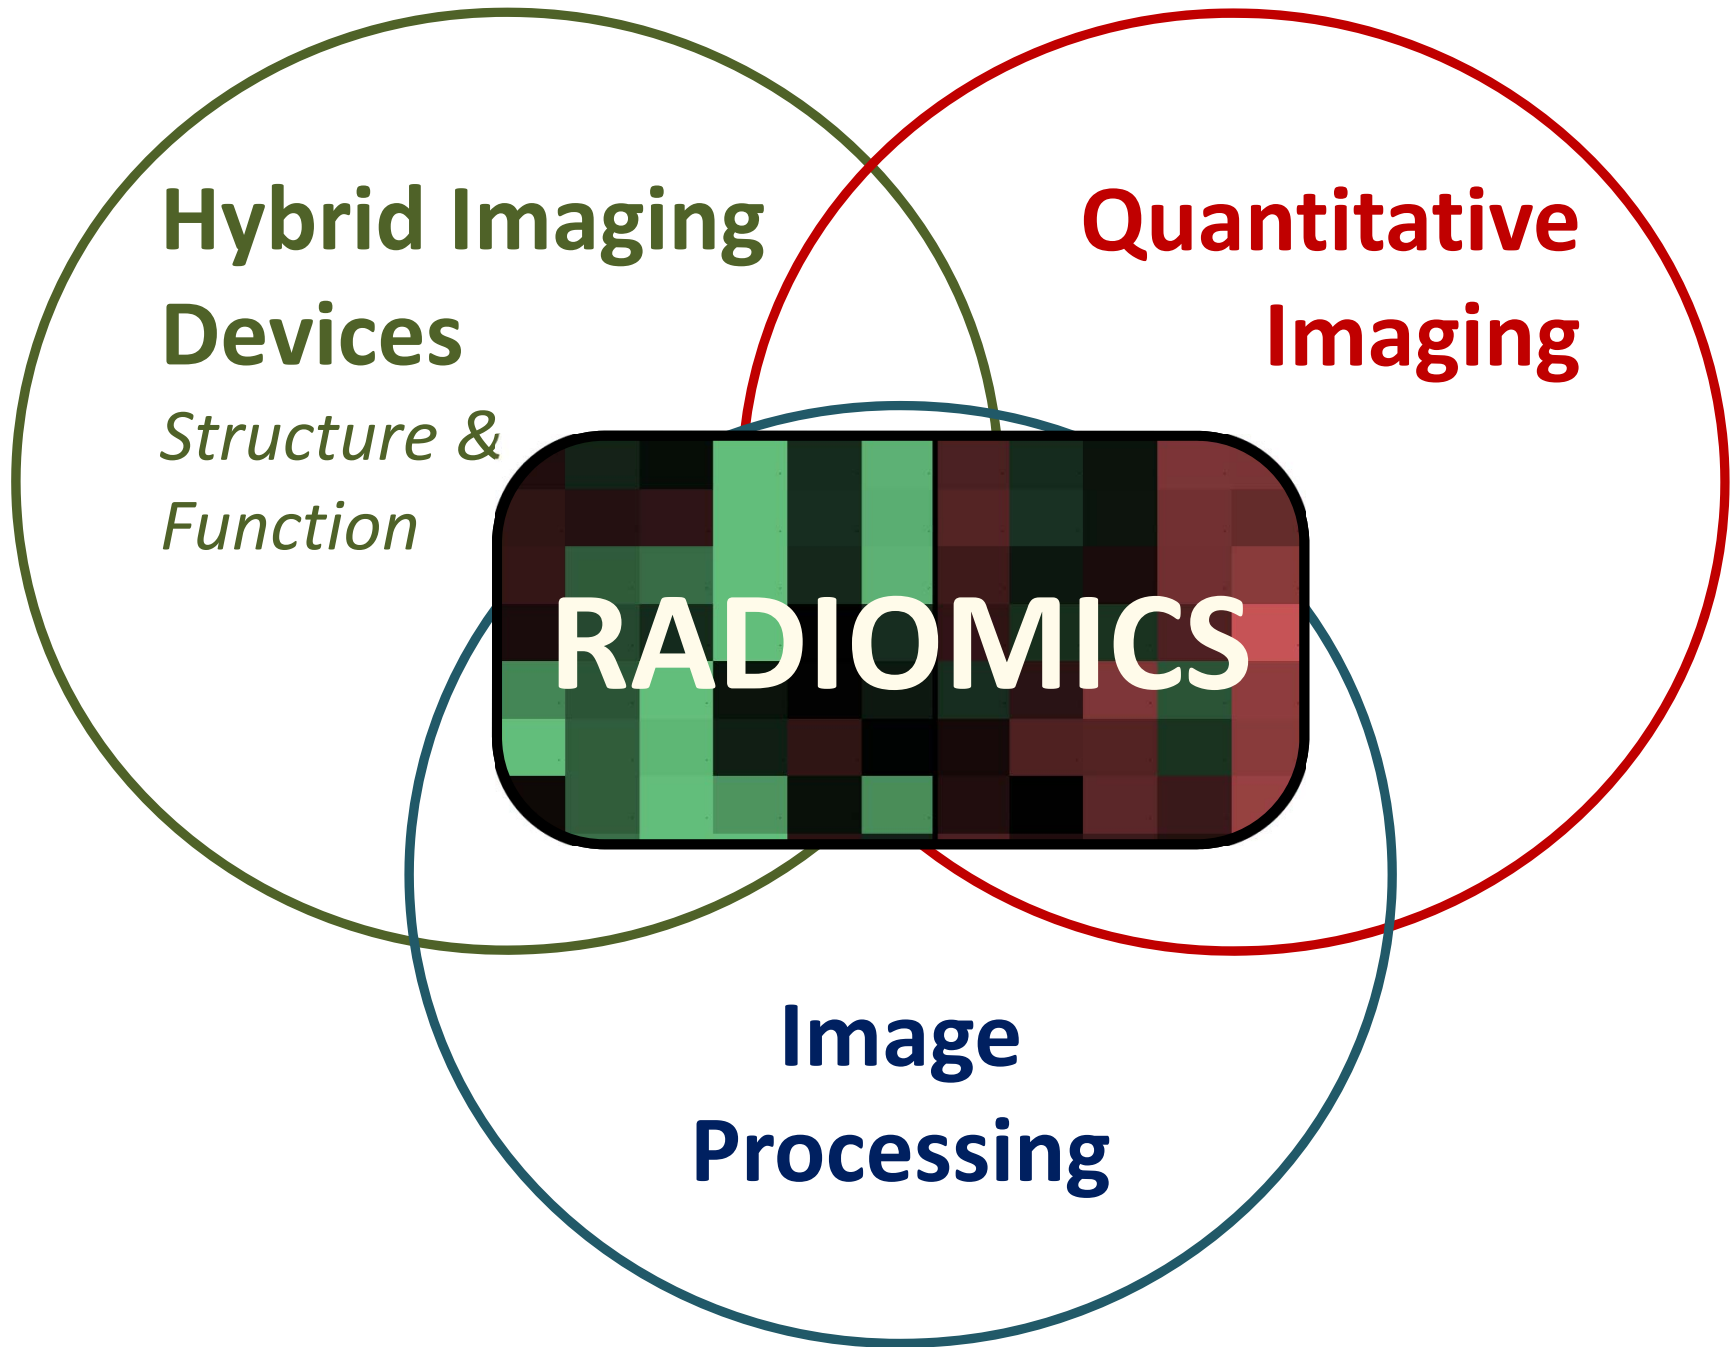 Hybrid Imaging
Devices
Structure &
Function
Quantitative
Imaging
RADIOMICS
Image
Processing